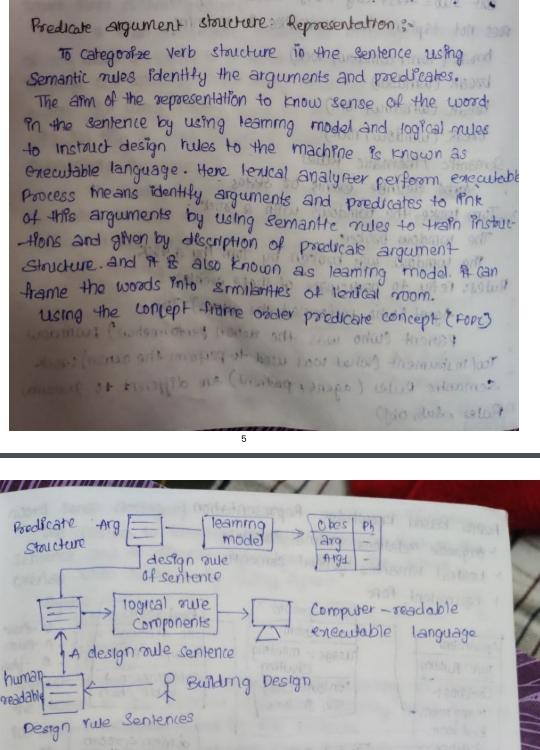 Predicate argument structure: Representation :-
To categorize verb structure in the sentence using
Semantic rules identify the arguments and predicates.
The aim of the representation to know sense of the word
in the sentence by using learning model and logical rules
to instruct design rules to the machine is known as
executable language. Here lexical analyfer perform executable
Process means identify arguments and predicates to link
of this arguments by using semantic rules to train instuc-
-tions and given by discription of predicate argument
Structure. and it is also known as learning model. it can
frame the words into similarities of lexical room.
Using the concept frame order predicate concept (FOPC)
5
Predicate Arg
Structure
learning
model
Obes Ph
arg -
Arg1 -
design rule
of sentence
logical rule
Components
Computer-readable
executable language
A design rule sentence
human
readable
Building Design
Design rule Sentences